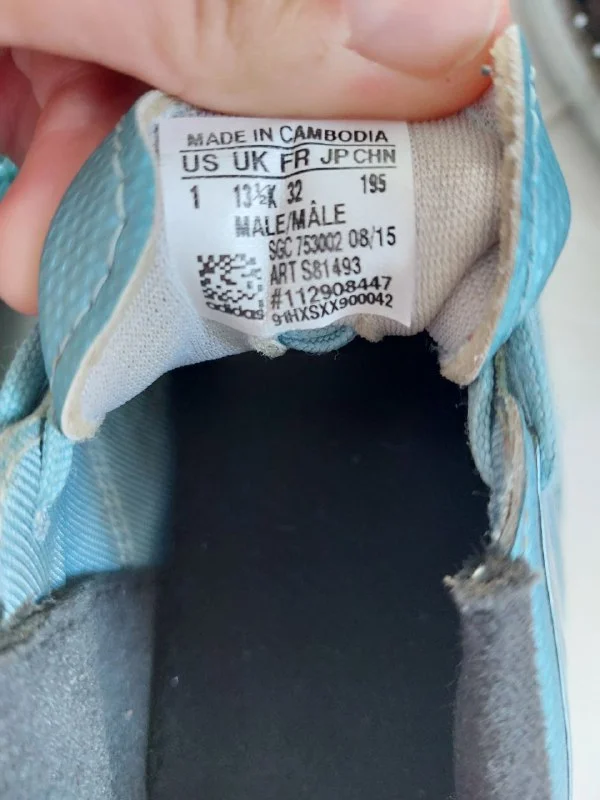 MADE IN CAMBODIA
US UK FR JP CHN
1 13½K 32 195
MALE/MÂLE
SGC 753002 08/15
ART S81493
#112908447
91HXSXX900042
adidas